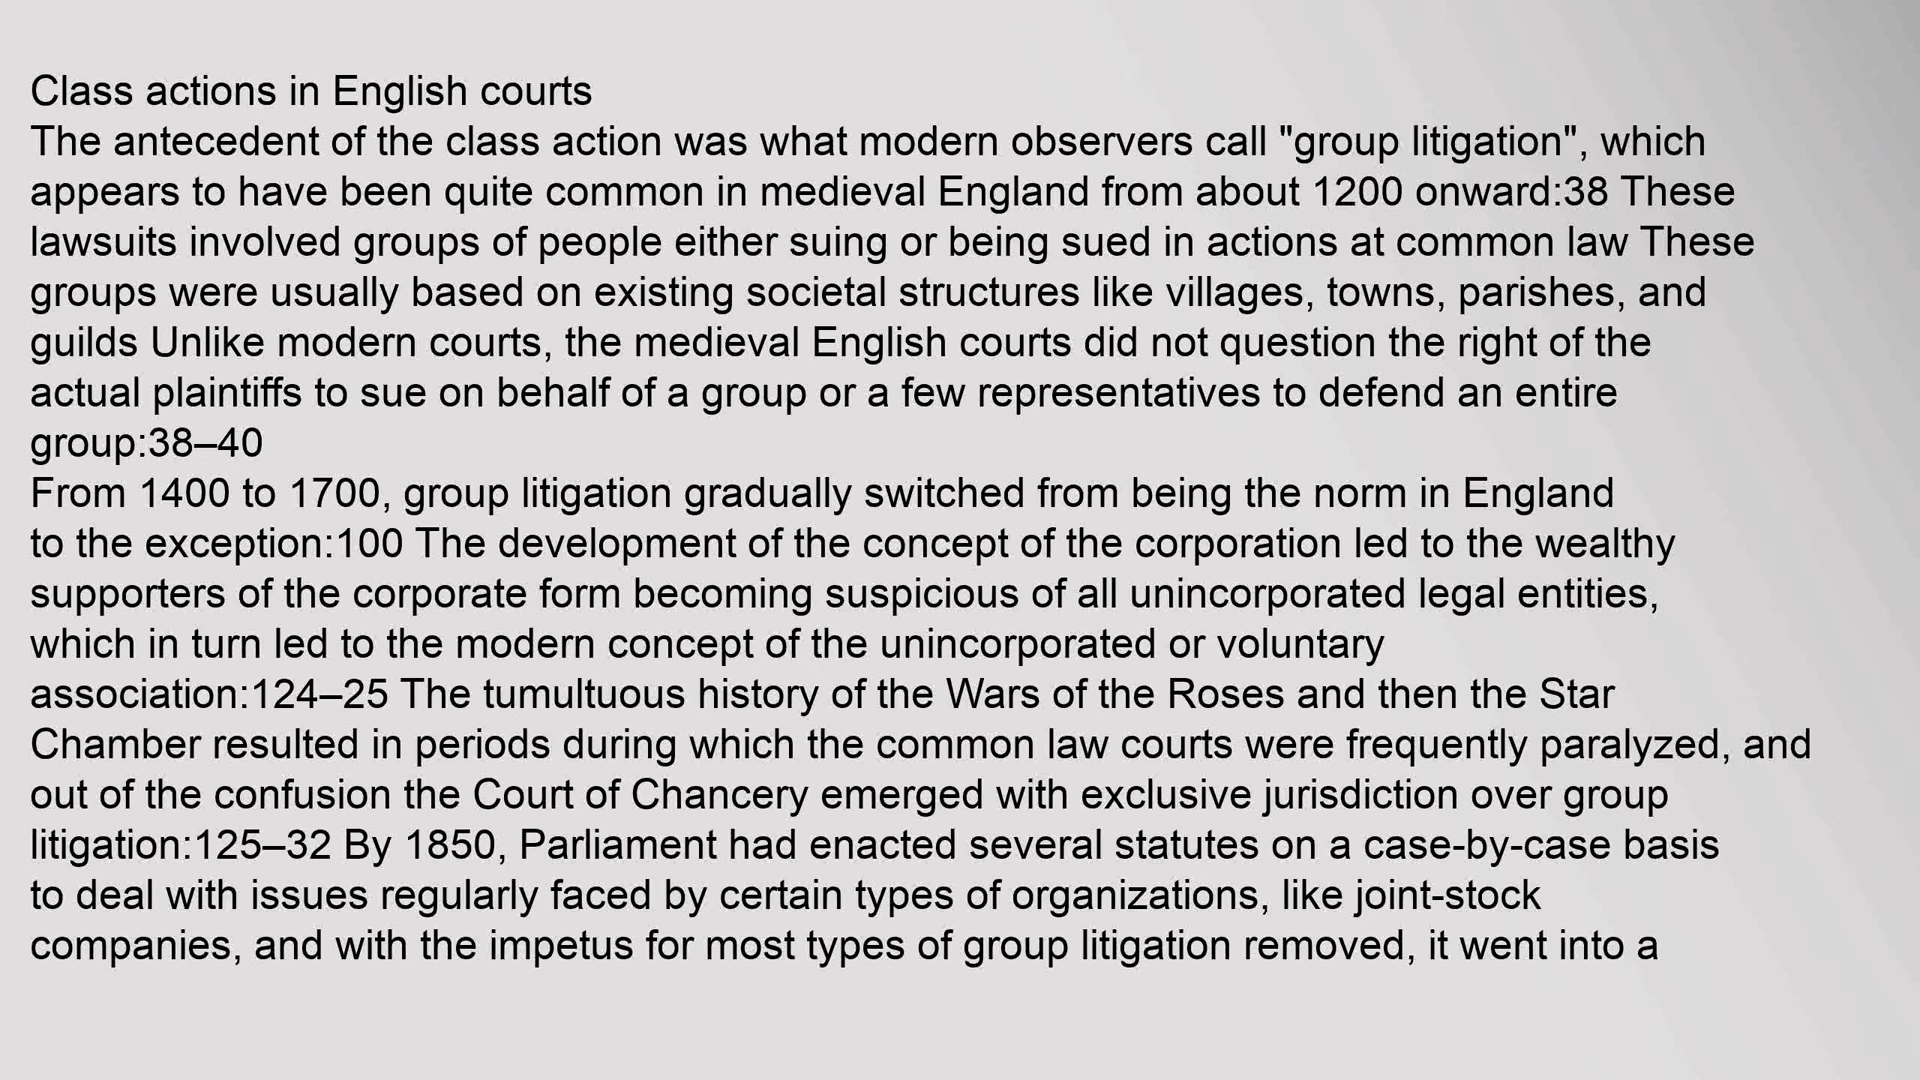 Class actions in English courts
The antecedent of the class action was what modern observers call "group litigation", which
appears to have been quite common in medieval England from about 1200 onward:38 These
lawsuits involved groups of people either suing or being sued in actions at common law These
groups were usually based on existing societal structures like villages, towns, parishes, and
guilds Unlike modern courts, the medieval English courts did not question the right of the
actual plaintiffs to sue on behalf of a group or a few representatives to defend an entire
group:38–40
From 1400 to 1700, group litigation gradually switched from being the norm in England
to the exception:100 The development of the concept of the corporation led to the wealthy
supporters of the corporate form becoming suspicious of all unincorporated legal entities,
which in turn led to the modern concept of the unincorporated or voluntary
association:124–25 The tumultuous history of the Wars of the Roses and then the Star
Chamber resulted in periods during which the common law courts were frequently paralyzed, and
out of the confusion the Court of Chancery emerged with exclusive jurisdiction over group
litigation:125–32 By 1850, Parliament had enacted several statutes on a case-by-case basis
to deal with issues regularly faced by certain types of organizations, like joint-stock
companies, and with the impetus for most types of group litigation removed, it went into a